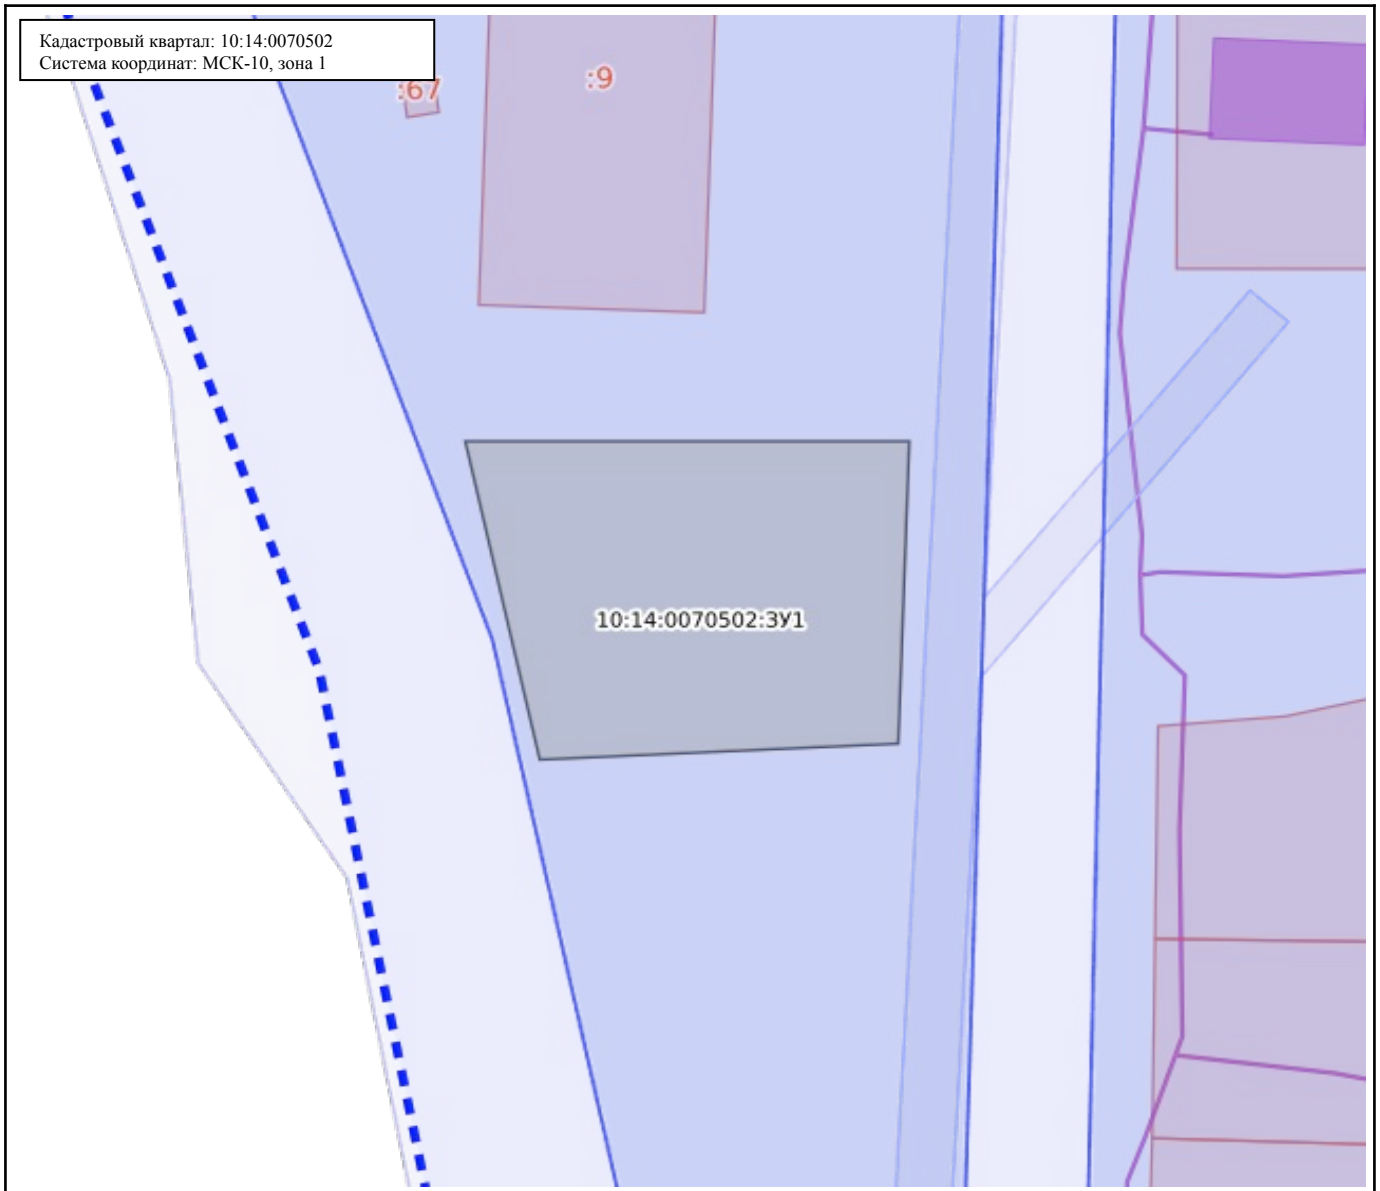 Кадастровый квартал: 10:14:0070502
Система координат: МСК-10, зона 1
:67
:9
10:14:0070502:ЗУ1